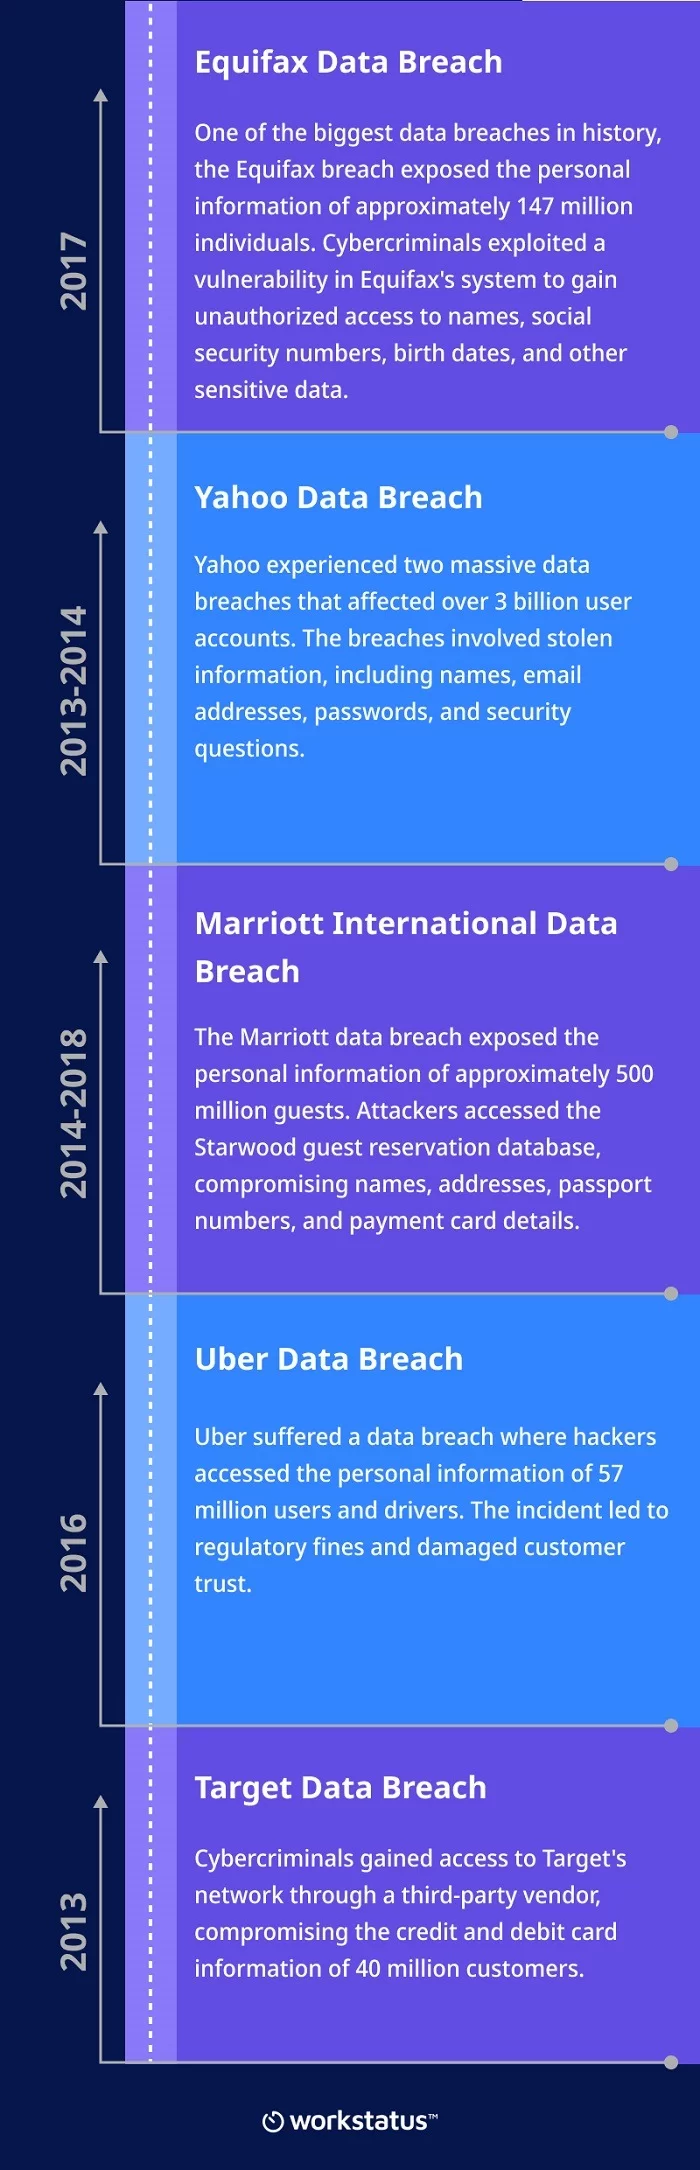 Equifax Data Breach
One of the biggest data breaches in history,
the Equifax breach exposed the personal
information of approximately 147 million
individuals. Cybercriminals exploited a
vulnerability in Equifax's system to gain
unauthorized access to names, social
security numbers, birth dates, and other
sensitive data.
2017
Yahoo Data Breach
Yahoo experienced two massive data
breaches that affected over 3 billion user
accounts. The breaches involved stolen
information, including names, email
addresses, passwords, and security
questions.
2013-2014
Marriott International Data
Breach
The Marriott data breach exposed the
personal information of approximately 500
million guests. Attackers accessed the
Starwood guest reservation database,
compromising names, addresses, passport
numbers, and payment card details.
2014-2018
Uber Data Breach
Uber suffered a data breach where hackers
accessed the personal information of 57
million users and drivers. The incident led to
regulatory fines and damaged customer
trust.
2016
Target Data Breach
Cybercriminals gained access to Target's
network through a third-party vendor,
compromising the credit and debit card
information of 40 million customers.
2013
workstatus™